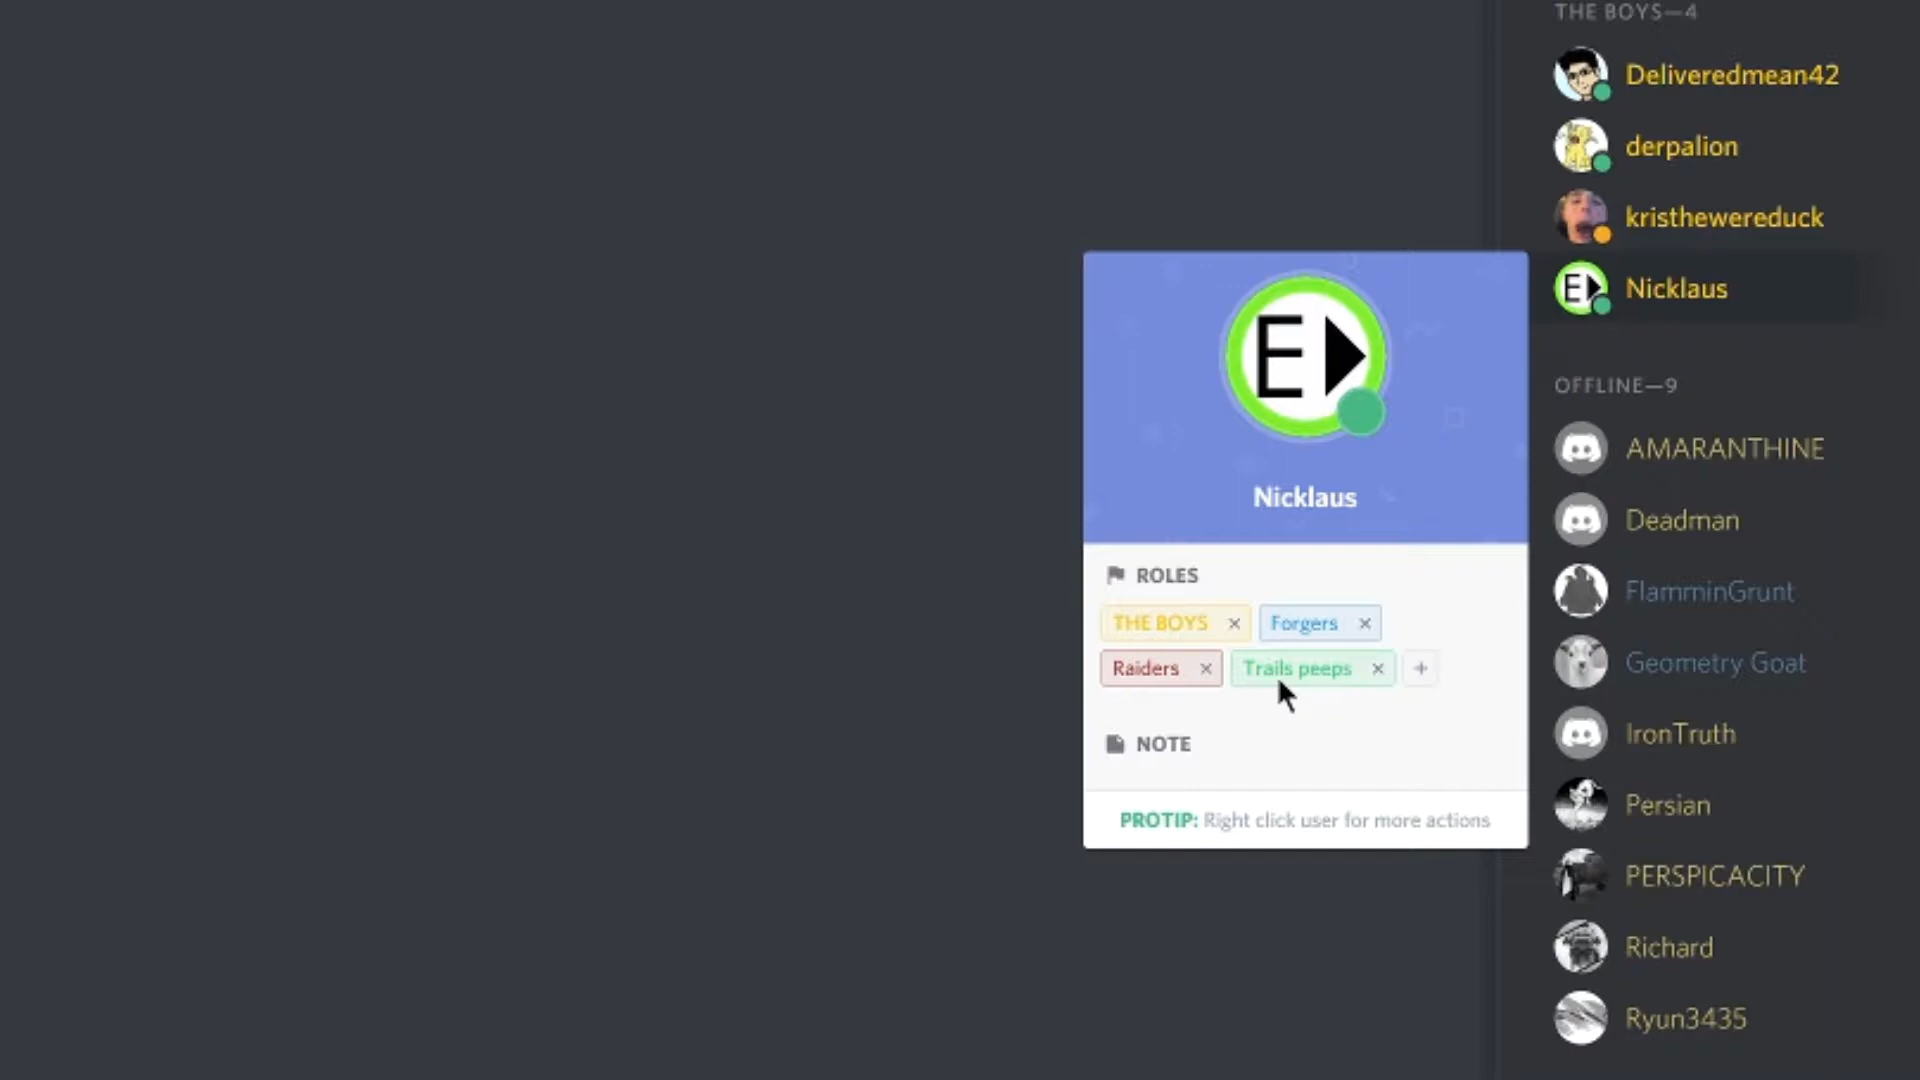 THE BOYS—4
Deliveredmean42
derpalion
kristhewereduck
Nicklaus
E
Nicklaus
ROLES
THE BOYS × Forgers ×
Raiders × Trails peeps × +
NOTE
PROTIP: Right click user for more actions
OFFLINE—9
AMARANTHINE
Deadman
FlamminGrunt
Geometry Goat
IronTruth
Persian
PERSPICACITY
Richard
Ryun3435